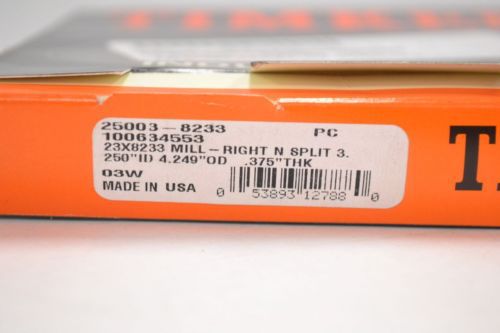 25003-8233 PC
100634553
23X8233 MILL-RIGHT N SPLIT 3.
250"ID 4.249"OD .375"THK
03W
MADE IN USA
0 53893 12788 0